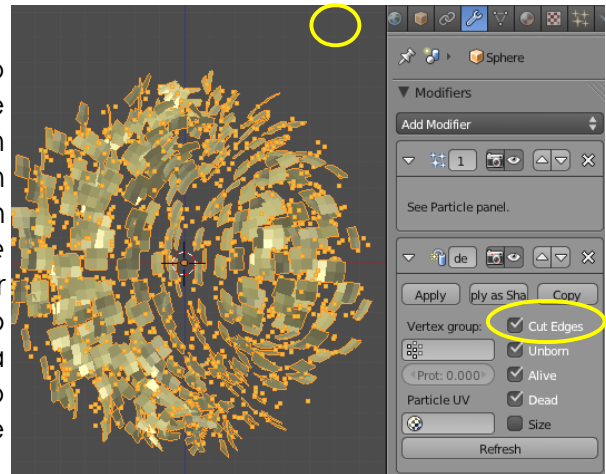 o
e
n
n
n
e
r
o
a
o
e
Sphere
Modifiers
Add Modifier
1
See Particle panel.
de
Apply ply as Sha Copy
Vertex group: Cut Edges
Unborn
Prot: 0.000 Alive
Particle UV Dead
Size
Refresh